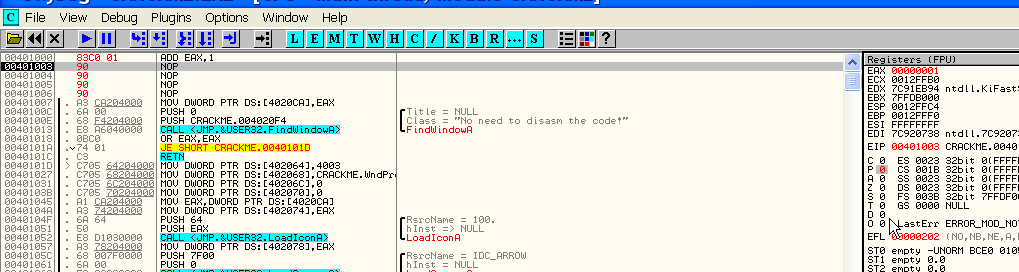 File View Debug Plugins Options Window Help
L E M T W H C / K B R ... S
00401000 83C0 01 ADD EAX,1
00401003 90 NOP
00401004 90 NOP
00401005 90 NOP
00401006 90 NOP
00401007 . A3 CA204000 MOV DWORD PTR DS:[4020CA],EAX
0040100C . 6A 00 PUSH 0 Title = NULL
0040100E . 68 F4204000 PUSH CRACKME.004020F4 Class = "No need to disasm the code!"
00401013 . E8 A6040000 CALL <JMP.&USER32.FindWindowA> FindWindowA
00401018 . 0BC0 OR EAX,EAX
0040101A .v74 01 JE SHORT CRACKME.0040101D
0040101C . C3 RETN
0040101D > C705 64204000 MOV DWORD PTR DS:[402064],4003
00401027 . C705 68204000 MOV DWORD PTR DS:[402068],CRACKME.WndPr
00401031 . C705 6C204000 MOV DWORD PTR DS:[40206C],0
0040103B . C705 70204000 MOV DWORD PTR DS:[402070],0
00401045 . A1 CA204000 MOV EAX,DWORD PTR DS:[4020CA]
0040104A . A3 74204000 MOV DWORD PTR DS:[402074],EAX
0040104F . 6A 64 PUSH 64 RsrcName = 100.
00401051 . 50 PUSH EAX hInst => NULL
00401052 . E8 D1030000 CALL <JMP.&USER32.LoadIconA> LoadIconA
00401057 . A3 78204000 MOV DWORD PTR DS:[402078],EAX
0040105C . 68 007F0000 PUSH 7F00 RsrcName = IDC_ARROW
00401061 . 6A 00 PUSH 0 hInst = NULL
Registers (FPU)
EAX 00000001
ECX 0012FFB0
EDX 7C91EB94 ntdll.KiFastS
EBX 7FFDB000
ESP 0012FFC4
EBP 0012FFF0
ESI FFFFFFFF
EDI 7C920738 ntdll.7C9207
EIP 00401003 CRACKME.0040
C 0 ES 0023 32bit 0(FFFF
P 0 CS 001B 32bit 0(FFFF
A 0 SS 0023 32bit 0(FFFF
Z 0 DS 0023 32bit 0(FFFF
S 0 FS 003B 32bit 7FFDF0
T 0 GS 0000 NULL
D 0
O 0 LastErr ERROR_MOD_NO
EFL 00000202 (NO,NB,NE,A,
ST0 empty -UNORM BCE0 0105
ST1 empty 0.0
ST2 empty 0.0